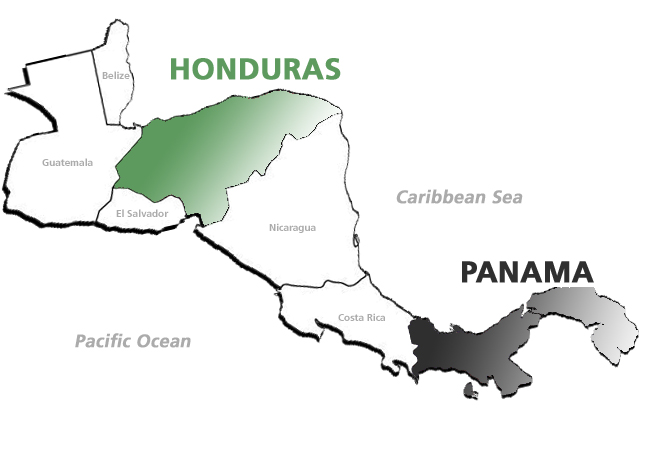 HONDURAS
Belize
Guatemala
Caribbean Sea
El Salvador
Nicaragua
PANAMA
Costa Rica
Pacific Ocean